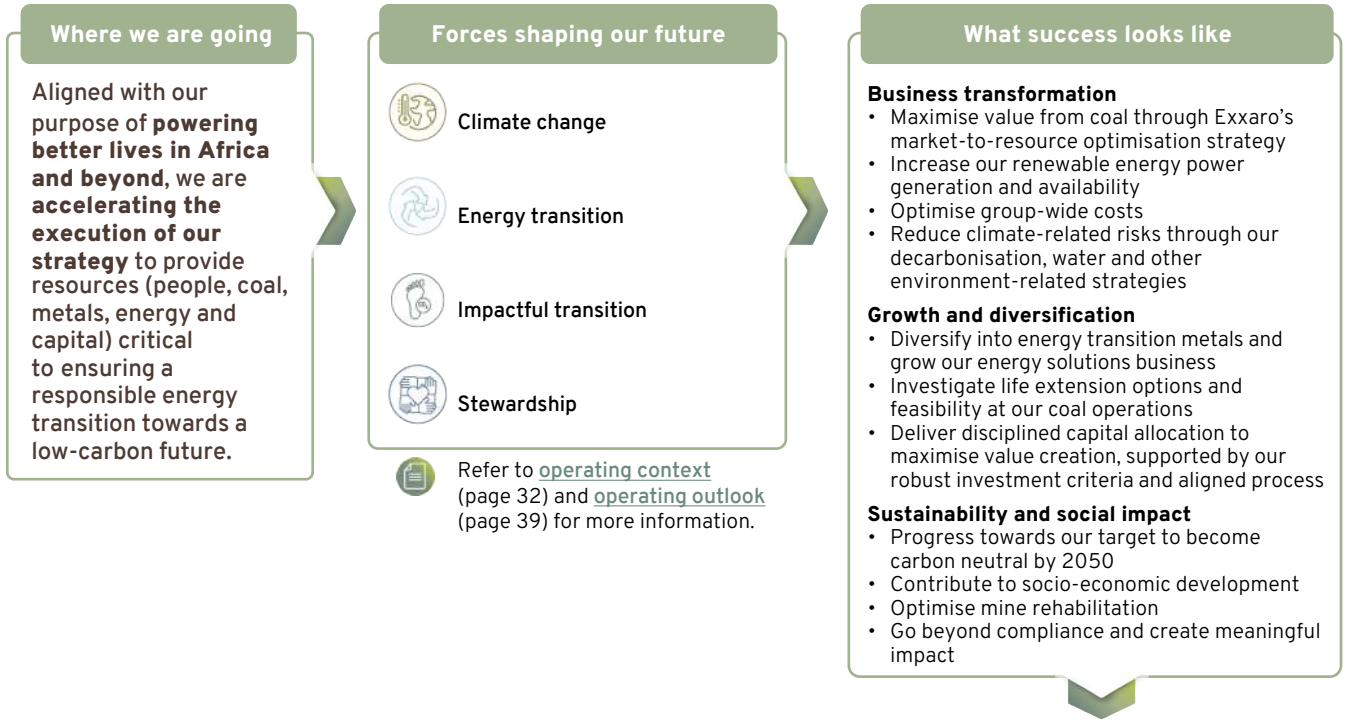 Where we are going
Aligned with our
purpose of powering
better lives in Africa
and beyond, we are
accelerating the
execution of our
strategy to provide
resources (people, coal,
metals, energy and
capital) critical
to ensuring a
responsible energy
transition towards a
low-carbon future.
Forces shaping our future
Climate change
Energy transition
Impactful transition
Stewardship
Refer to operating context
(page 32) and operating outlook
(page 39) for more information.
What success looks like
Business transformation
• Maximise value from coal through Exxaro's
market-to-resource optimisation strategy
• Increase our renewable energy power
generation and availability
• Optimise group-wide costs
• Reduce climate-related risks through our
decarbonisation, water and other
environment-related strategies
Growth and diversification
• Diversify into energy transition metals and
grow our energy solutions business
• Investigate life extension options and
feasibility at our coal operations
• Deliver disciplined capital allocation to
maximise value creation, supported by our
robust investment criteria and aligned process
Sustainability and social impact
• Progress towards our target to become
carbon neutral by 2050
• Contribute to socio-economic development
• Optimise mine rehabilitation
• Go beyond compliance and create meaningful
impact